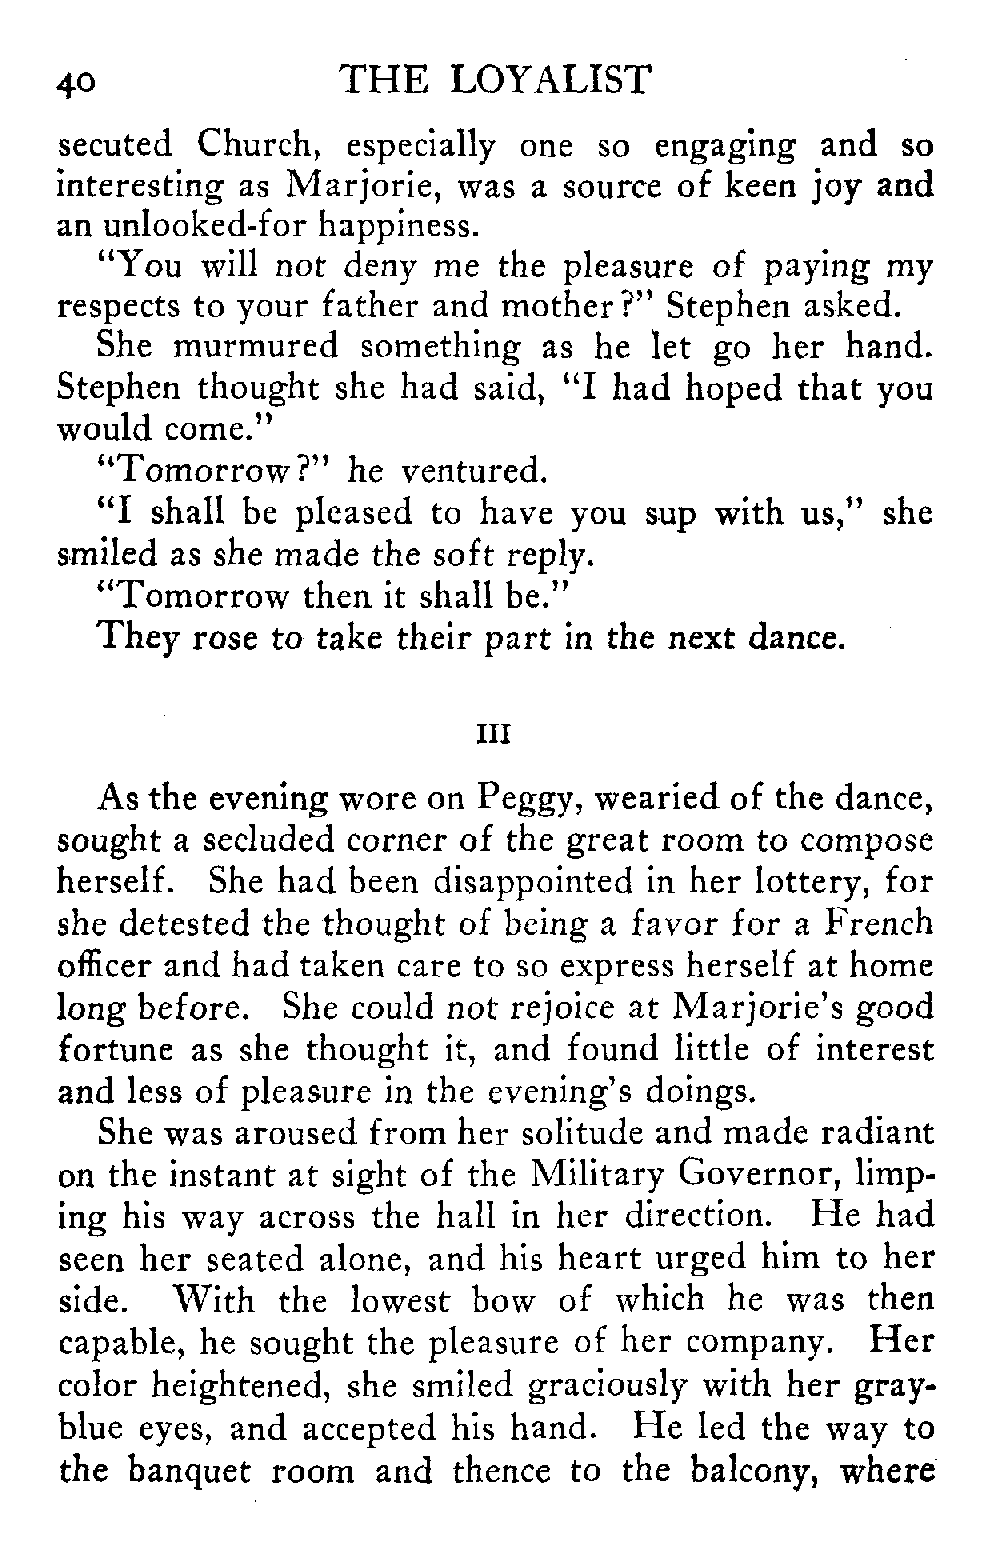 40 THE LOYALIST
secuted Church, especially one so engaging and so
interesting as Marjorie, was a source of keen joy and
an unlooked-for happiness.
"You will not deny me the pleasure of paying my
respects to your father and mother?" Stephen asked.
She murmured something as he let go her hand.
Stephen thought she had said, "I had hoped that you
would come."
"Tomorrow?" he ventured.
"I shall be pleased to have you sup with us," she
smiled as she made the soft reply.
"Tomorrow then it shall be."
They rose to take their part in the next dance.
III
As the evening wore on Peggy, wearied of the dance,
sought a secluded corner of the great room to compose
herself. She had been disappointed in her lottery, for
she detested the thought of being a favor for a French
officer and had taken care to so express herself at home
long before. She could not rejoice at Marjorie's good
fortune as she thought it, and found little of interest
and less of pleasure in the evening's doings.
She was aroused from her solitude and made radiant
on the instant at sight of the Military Governor, limp-
ing his way across the hall in her direction. He had
seen her seated alone, and his heart urged him to her
side. With the lowest bow of which he was then
capable, he sought the pleasure of her company. Her
color heightened, she smiled graciously with her gray-
blue eyes, and accepted his hand. He led the way to
the banquet room and thence to the balcony, where